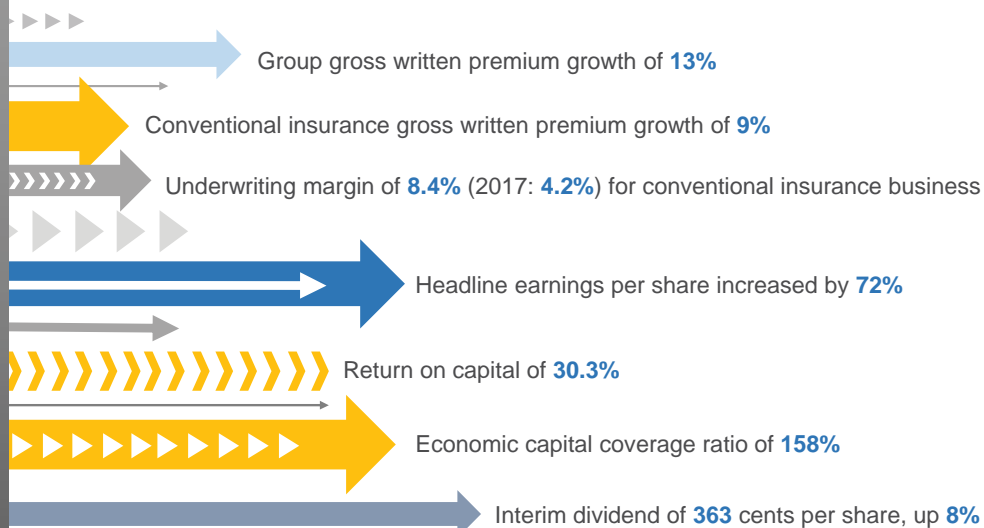 Group gross written premium growth of 13%
Conventional insurance gross written premium growth of 9%
Underwriting margin of 8.4% (2017: 4.2%) for conventional insurance business
Headline earnings per share increased by 72%
Return on capital of 30.3%
Economic capital coverage ratio of 158%
Interim dividend of 363 cents per share, up 8%